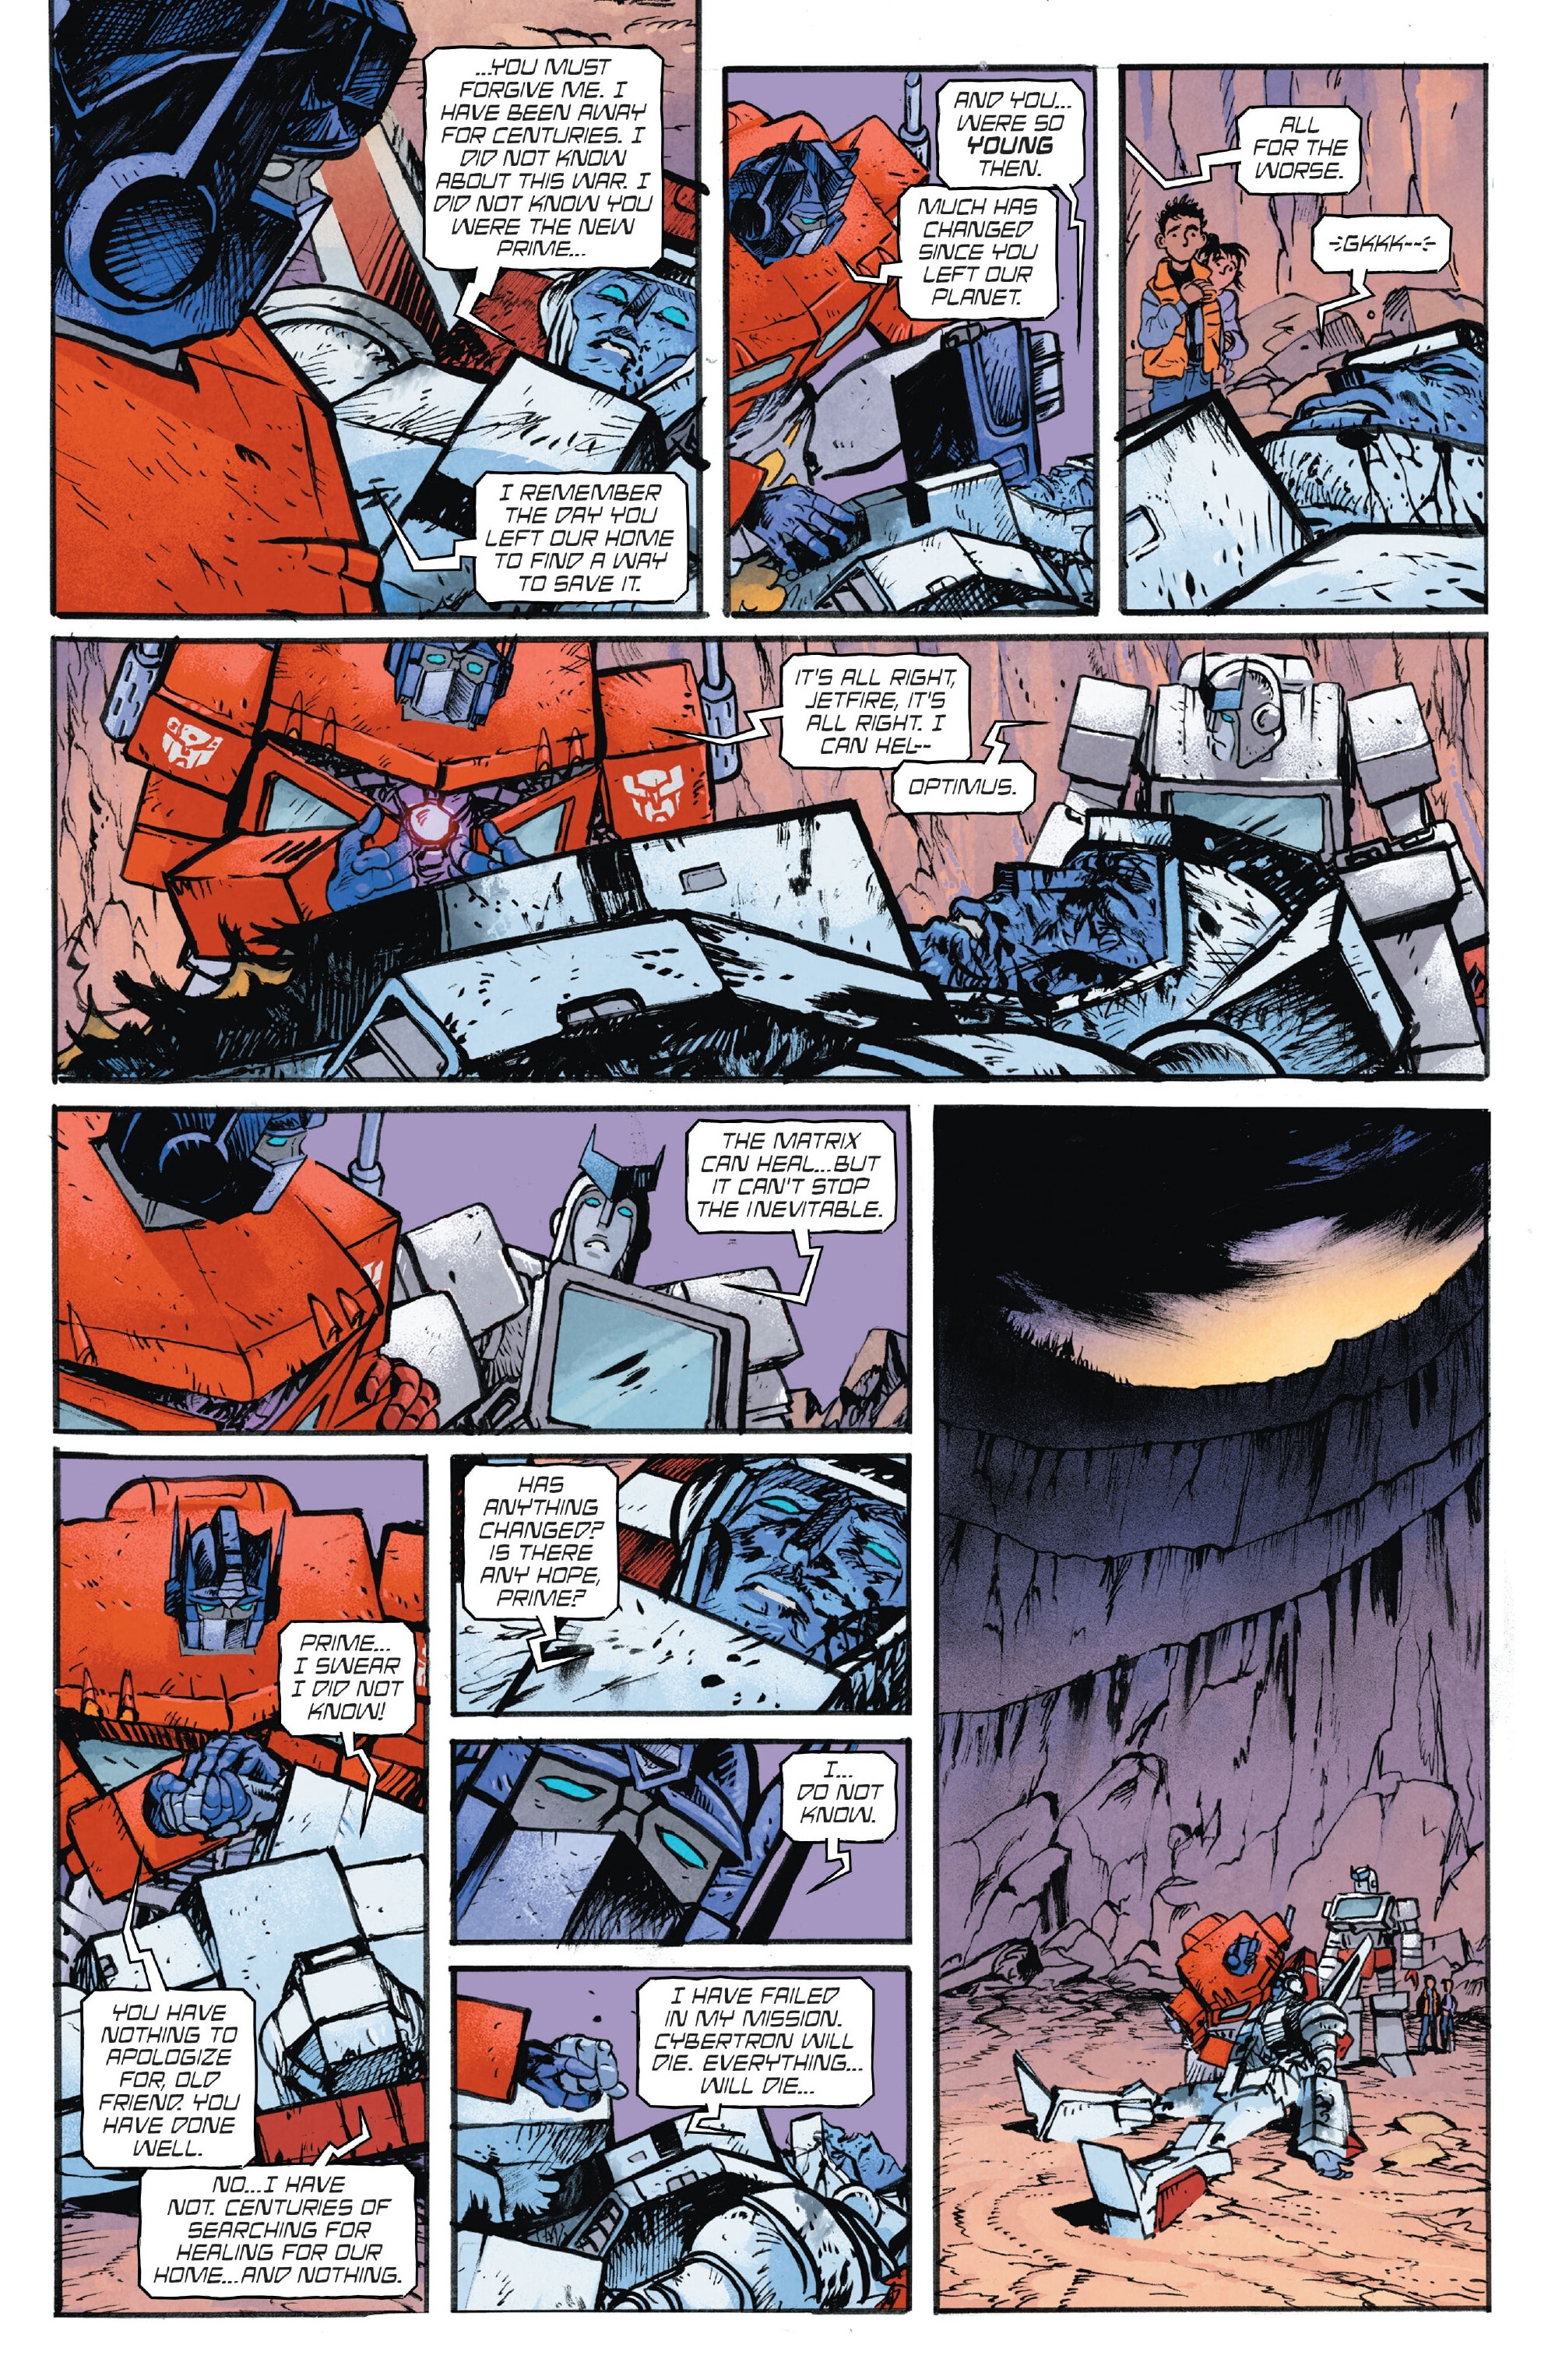 ...YOU MUST
FORGIVE ME. I
HAVE BEEN AWAY
FOR CENTURIES. I
DID NOT KNOW
ABOUT THIS WAR. I
DID NOT KNOW YOU
WERE THE NEW
PRIME...
I REMEMBER
THE DAY YOU
LEFT OUR HOME
TO FIND A WAY
TO SAVE IT.
AND YOU...
WERE SO
YOUNG
THEN.
MUCH HAS
CHANGED
SINCE YOU
LEFT OUR
PLANET.
ALL
FOR THE
WORSE.
GKKK--
IT'S ALL RIGHT,
JETFIRE, IT'S
ALL RIGHT. I
CAN HEL--
OPTIMUS.
THE MATRIX
CAN HEAL...BUT
IT CAN'T STOP
THE INEVITABLE.
PRIME...
I SWEAR
I DID NOT
KNOW!
YOU HAVE
NOTHING TO
APOLOGIZE
FOR, OLD
FRIEND. YOU
HAVE DONE
WELL.
NO...I HAVE
NOT. CENTURIES OF
SEARCHING FOR
HEALING FOR OUR
HOME...AND NOTHING.
HAS
ANYTHING
CHANGED?
IS THERE
ANY HOPE,
PRIME?
I...
DO NOT
KNOW.
I HAVE FAILED
IN MY MISSION.
CYBERTRON WILL
DIE. EVERYTHING...
WILL DIE...